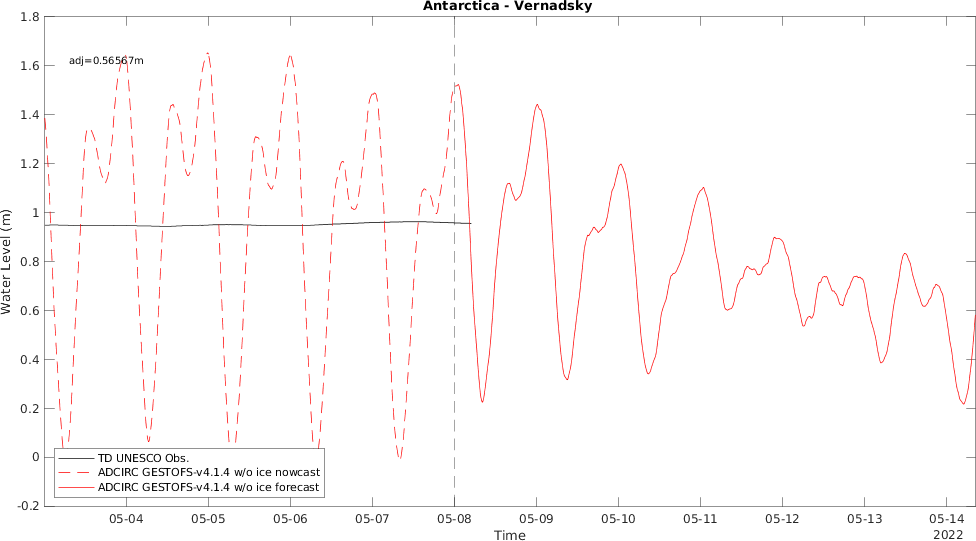 Antarctica - Vernadsky
1.8
1.6
1.4
1.2
1
0.8
0.6
0.4
0.2
0
-0.2
Water Level (m)
adj=0.56567m
TD UNESCO Obs.
ADCIRC GESTOFS-v4.1.4 w/o ice nowcast
ADCIRC GESTOFS-v4.1.4 w/o ice forecast
05-04 05-05 05-06 05-07 05-08 05-09 05-10 05-11 05-12 05-13 05-14
2022
Time